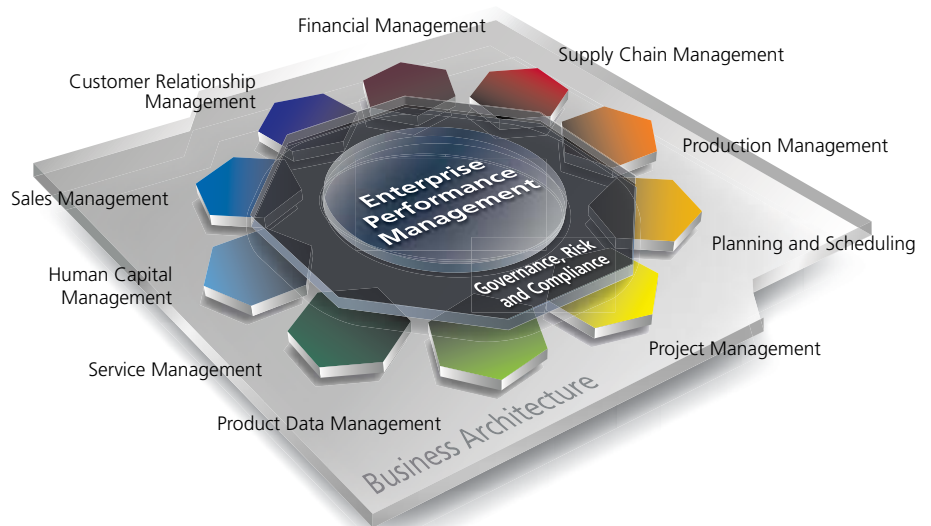 Financial Management
Supply Chain Management
Customer Relationship
Management
Production Management
Sales Management
Enterprise
Performance
Management
Planning and Scheduling
Human Capital
Management
Governance, Risk
and Compliance
Project Management
Service Management
Product Data Management
Business Architecture